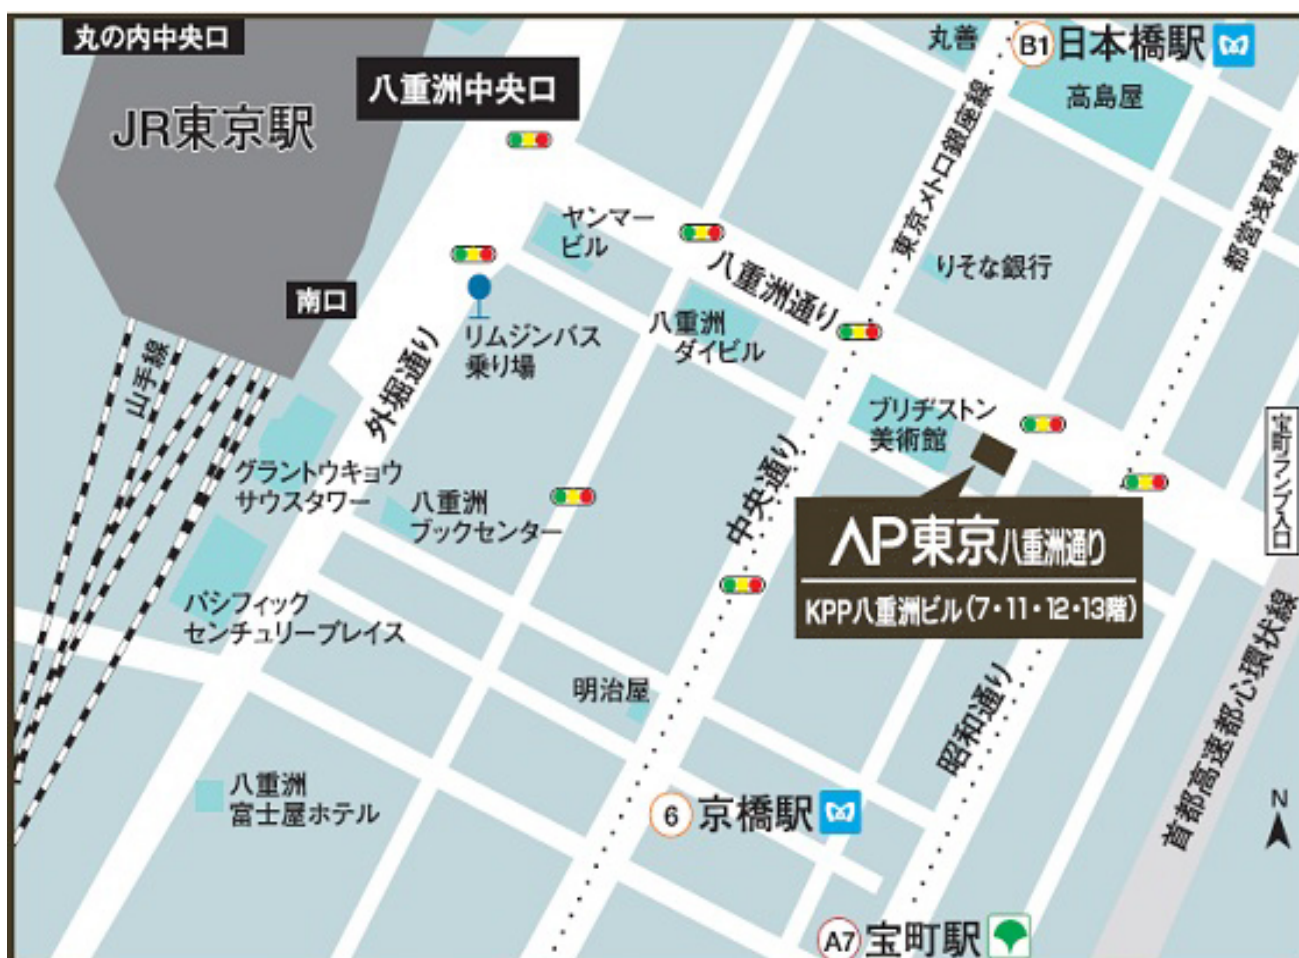 丸の内中央口
JR東京駅
八重洲中央口
丸善
B1 日本橋駅
高島屋
東京メトロ銀座線
都営浅草線
ヤンマー
ビル
八重洲通り
りそな銀行
南口
リムジンバス
乗り場
八重洲
ダイビル
山手線
外堀通り
ブリヂストン
美術館
宝町ランプ入口
グラントウキョウ
サウスタワー
八重洲
ブックセンター
中央通り
AP東京八重洲通り
KPP八重洲ビル(7・11・12・13階)
パシフィック
センチュリープレイス
明治屋
昭和通り
首都高速都心環状線
八重洲
富士屋ホテル
6 京橋駅
N
A7 宝町駅